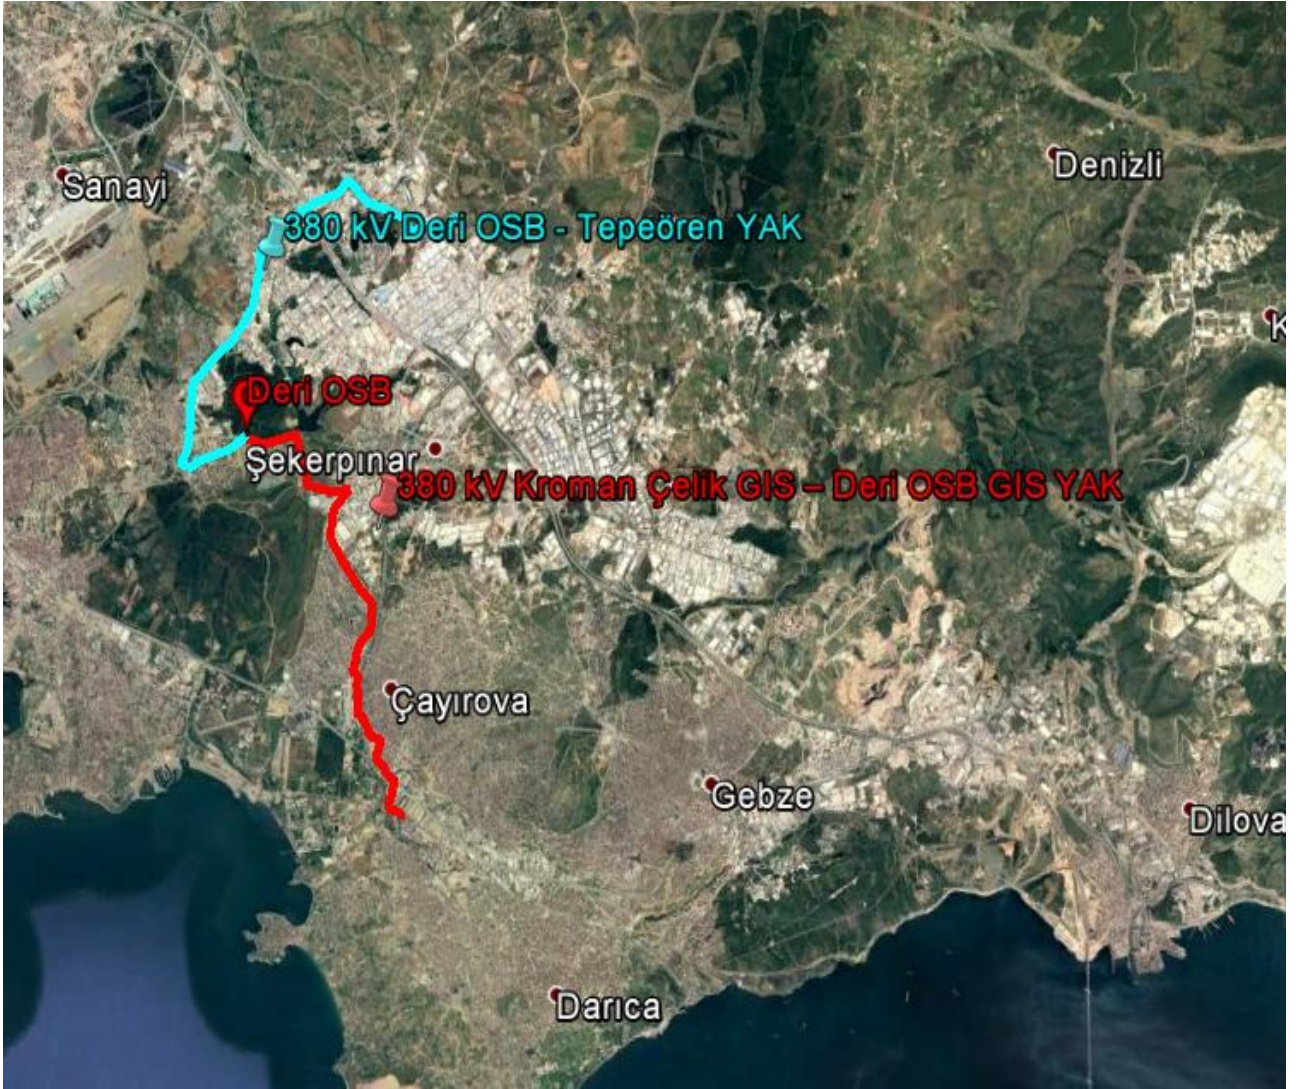 Denizli
Sanayi
380 kV Deri OSB - Tepeören YAK
K
Deri OSB
Şekerpınar
380 kV Kroman Çelik GIS – Deri OSB GIS YAK
Çayırova
Gebze
Dilova
Darıca